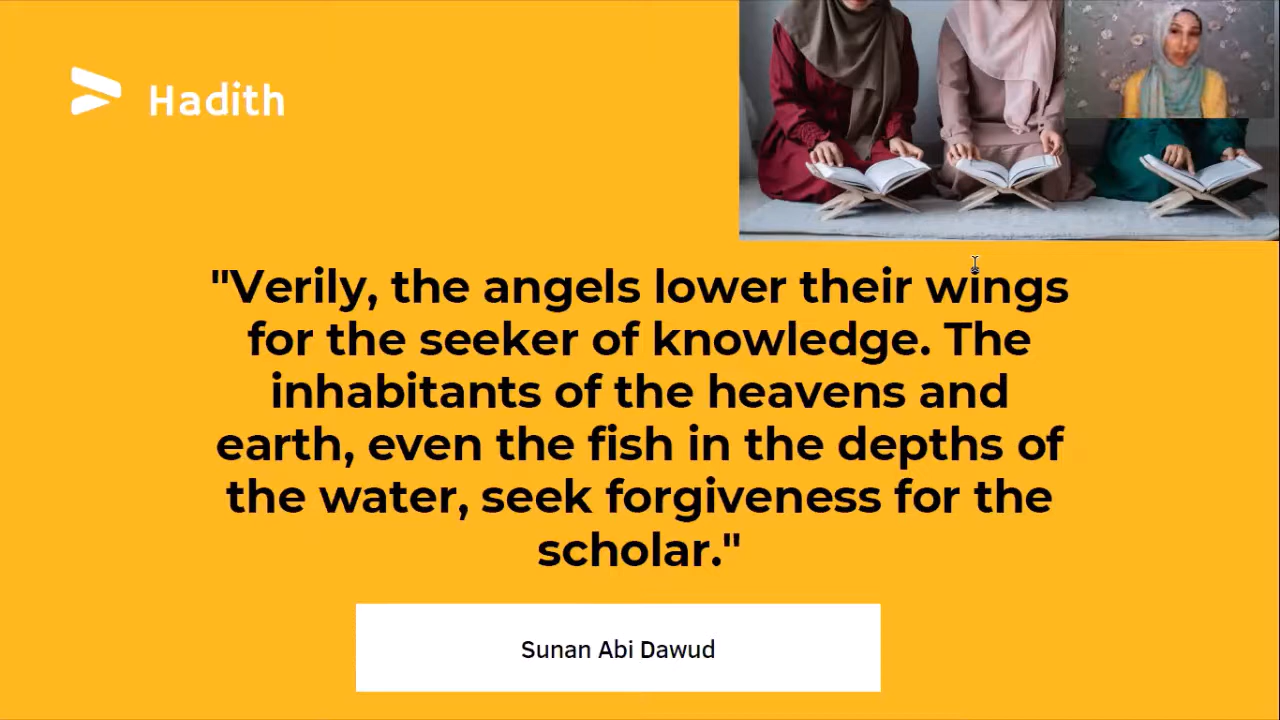 Hadith
"Verily, the angels lower their wings
for the seeker of knowledge. The
inhabitants of the heavens and
earth, even the fish in the depths of
the water, seek forgiveness for the
scholar."
Sunan Abi Dawud